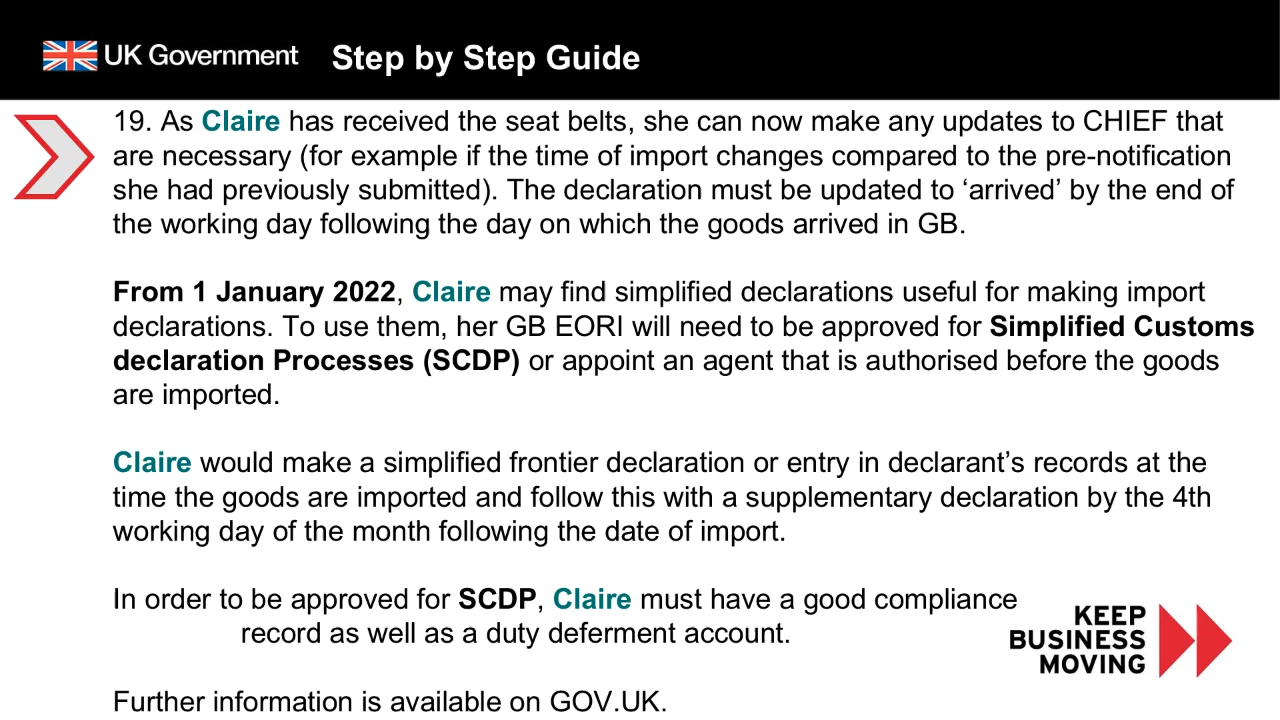 UK Government Step by Step Guide
19. As Claire has received the seat belts, she can now make any updates to CHIEF that
are necessary (for example if the time of import changes compared to the pre-notification
she had previously submitted). The declaration must be updated to ‘arrived’ by the end of
the working day following the day on which the goods arrived in GB.
From 1 January 2022, Claire may find simplified declarations useful for making import
declarations. To use them, her GB EORI will need to be approved for Simplified Customs
declaration Processes (SCDP) or appoint an agent that is authorised before the goods
are imported.
Claire would make a simplified frontier declaration or entry in declarant’s records at the
time the goods are imported and follow this with a supplementary declaration by the 4th
working day of the month following the date of import.
In order to be approved for SCDP, Claire must have a good compliance
record as well as a duty deferment account.
Further information is available on GOV.UK.
KEEP
BUSINESS
MOVING